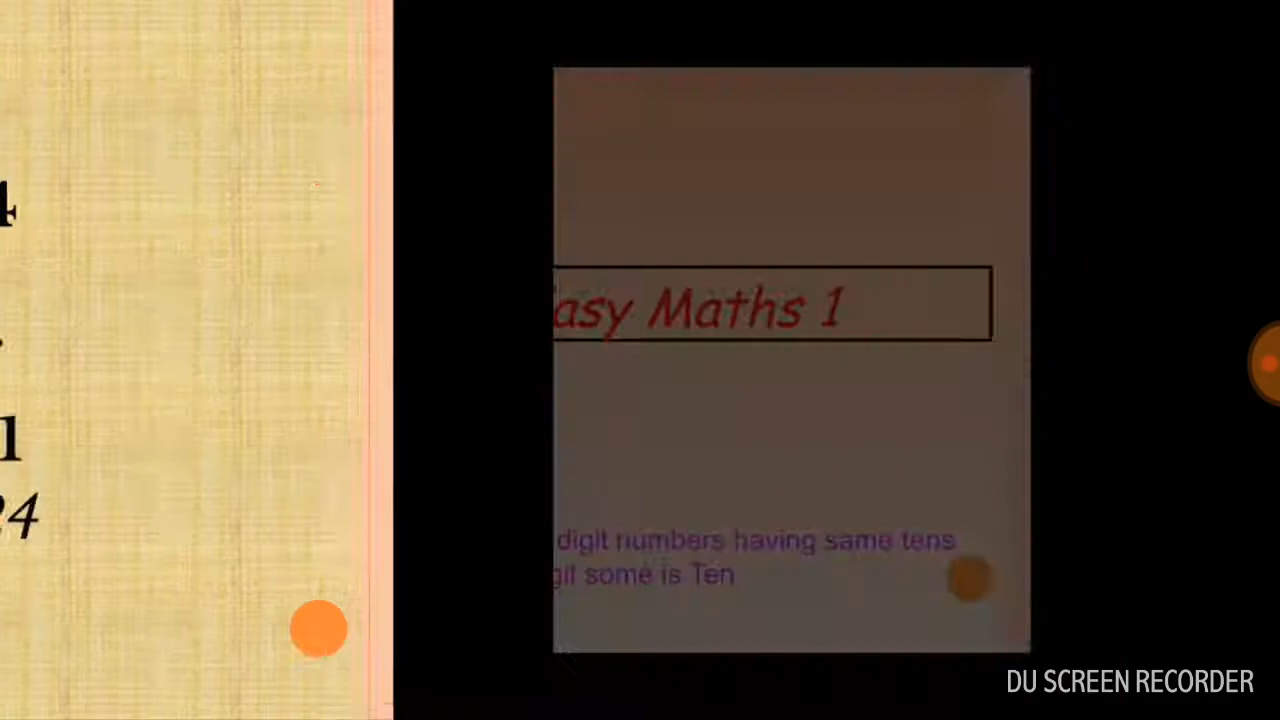 4
1
24
asy Maths 1
digit numbers having same tens
git some is Ten
DU SCREEN RECORDER